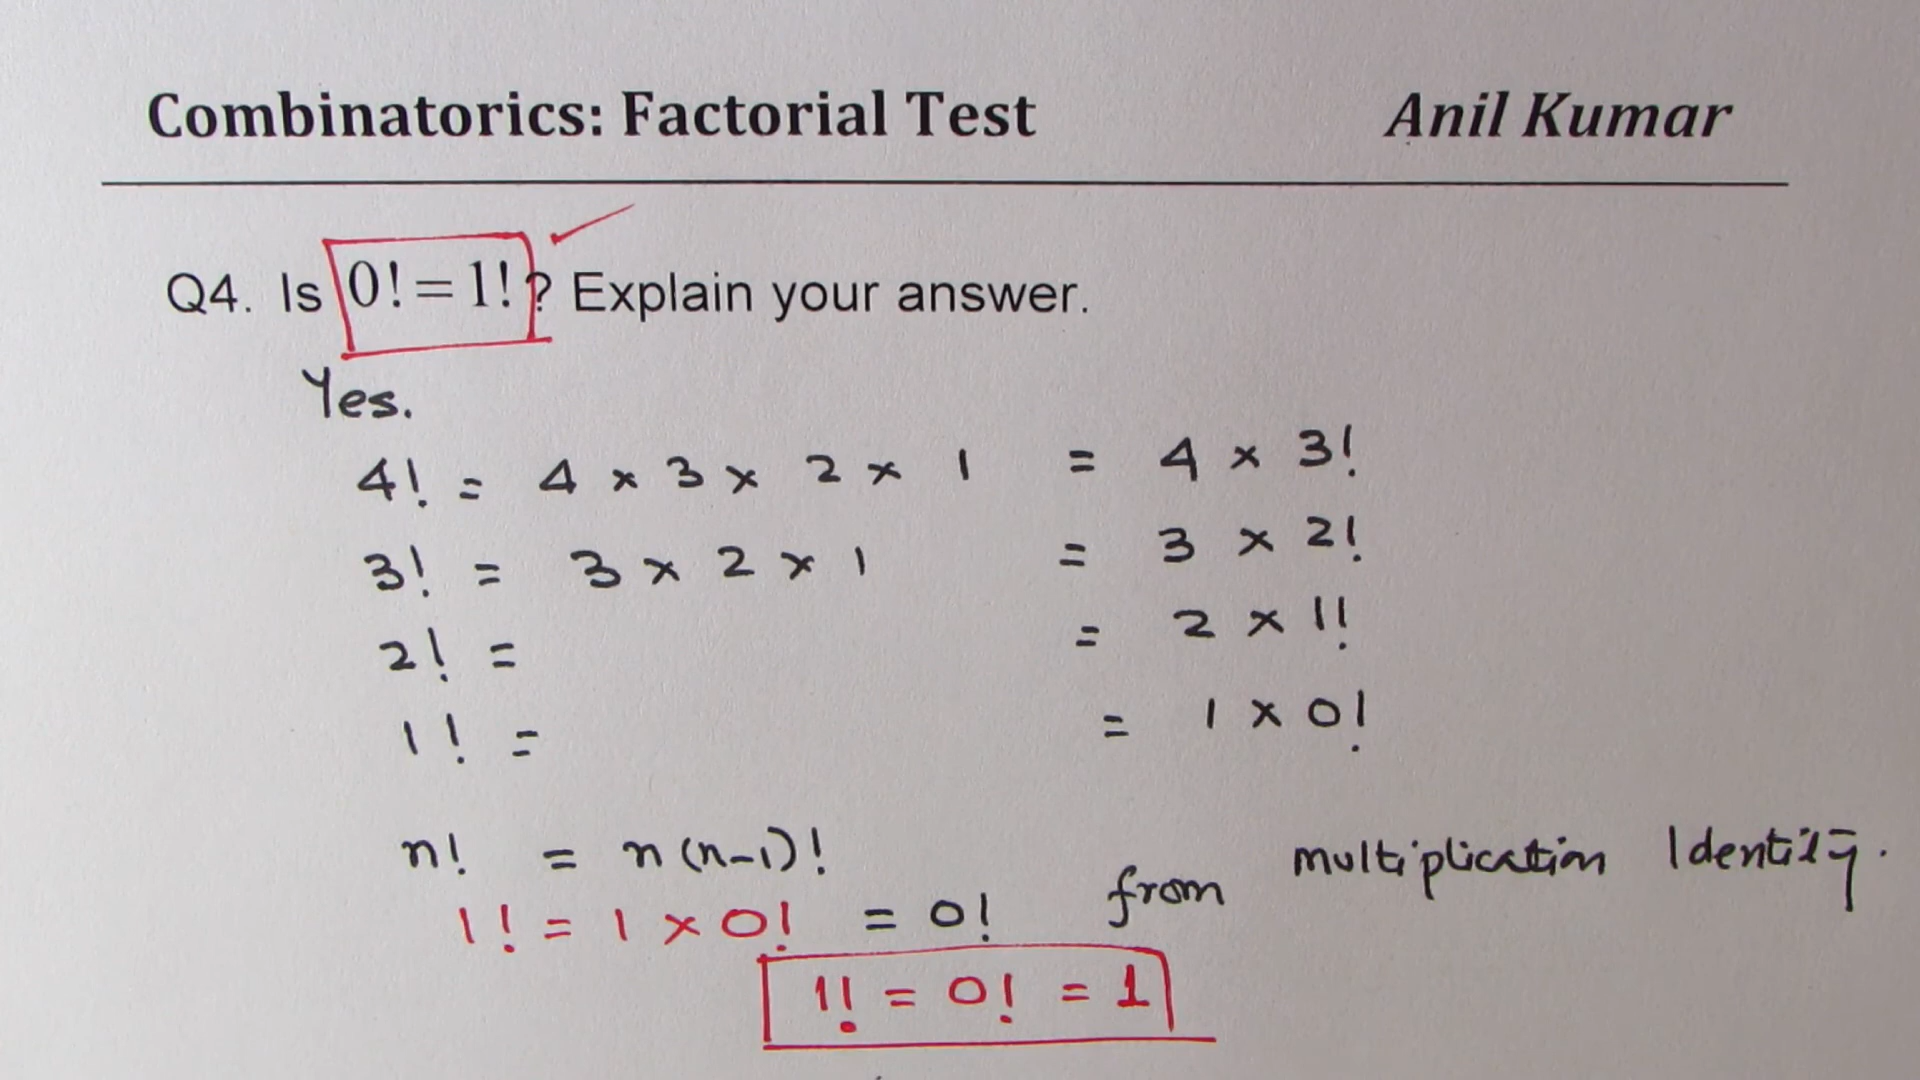 Combinatorics: Factorial Test Anil Kumar
Q4. Is 0! = 1! ? Explain your answer.
Yes.
4! = 4 × 3 × 2 × 1 = 4 × 3!
3! = 3 × 2 × 1 = 3 × 2!
2! = = 2 × 1!
1! = = 1 × 0!
n! = n(n-1)!
1! = 1 × 0! = 0! from multiplication Identity.
1! = 0! = 1